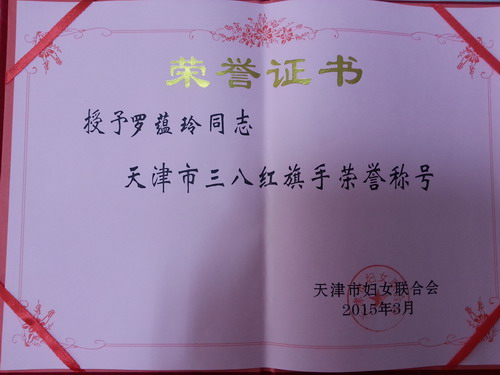 荣誉证书
授予罗蕴玲同志
天津市三八红旗手荣誉称号
天津市妇女联合会
2015年3月